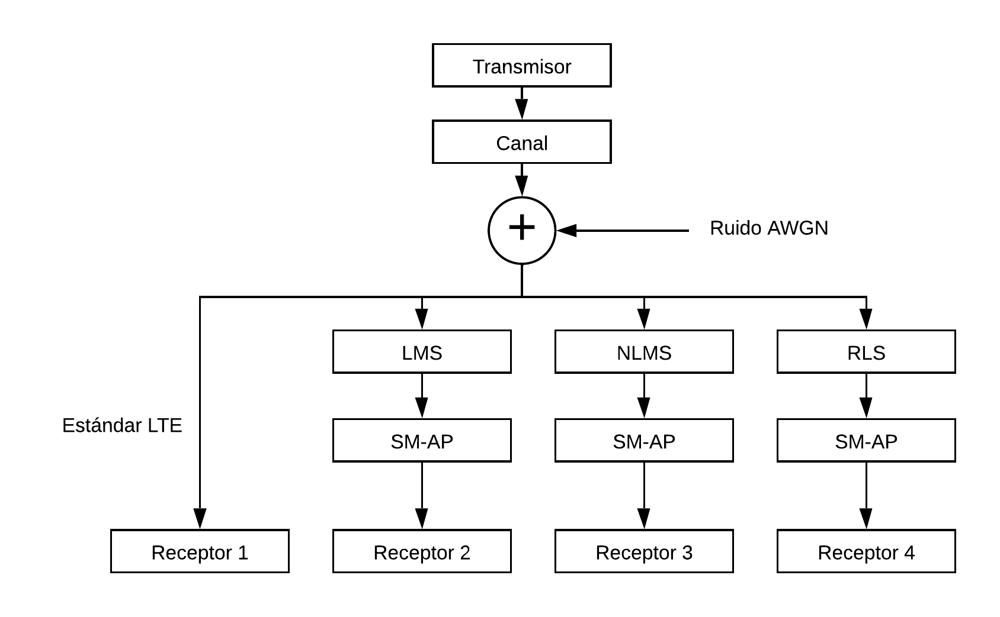 Transmisor
Canal
+
Ruido AWGN
LMS
NLMS
RLS
Estándar LTE
SM-AP
SM-AP
SM-AP
Receptor 1
Receptor 2
Receptor 3
Receptor 4